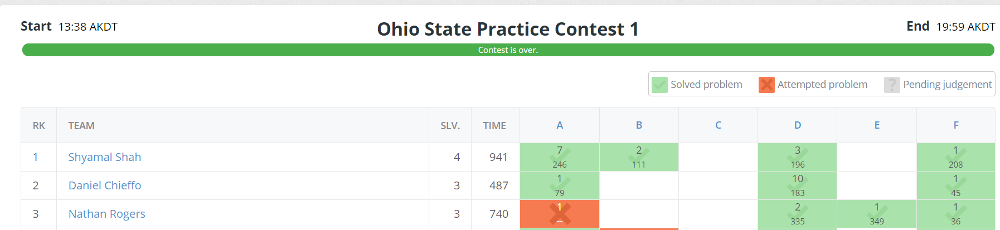 Start 13:38 AKDT Ohio State Practice Contest 1 End 19:59 AKDT
Contest is over.
Solved problem Attempted problem ? Pending judgement
RK TEAM SLV. TIME A B C D E F
1 Shyamal Shah 4 941 7 2 3 1
246 111 196 208
2 Daniel Chieffo 3 487 1 10 1
79 183 45
3 Nathan Rogers 3 740 1 2 1 1
-- 335 349 36